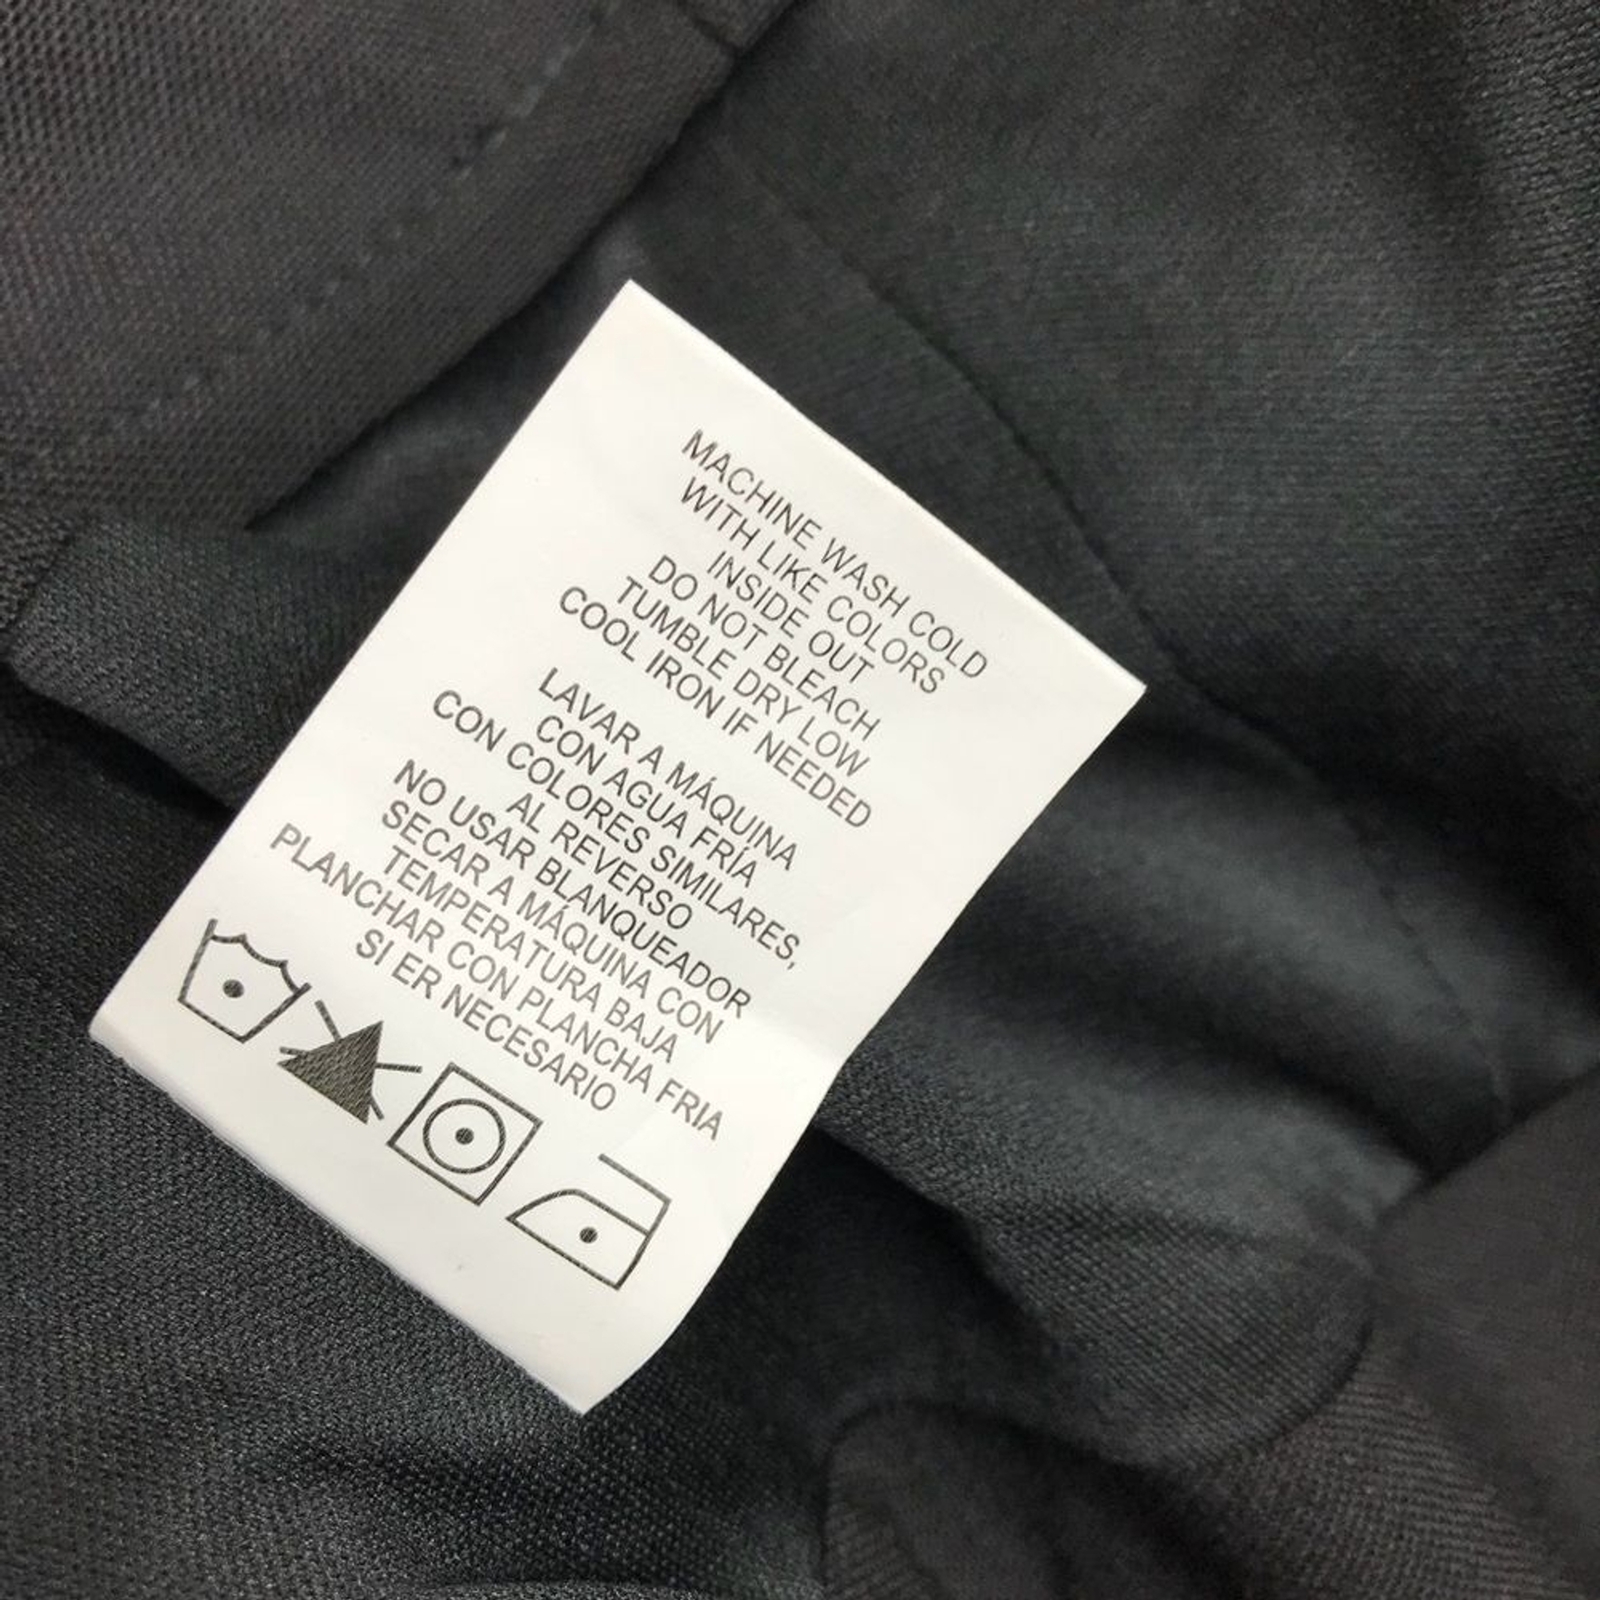 MACHINE WASH COLD
WITH LIKE COLORS
INSIDE OUT
DO NOT BLEACH
TUMBLE DRY LOW
COOL IRON IF NEEDED
LAVAR A MÁQUINA
CON AGUA FRÍA
CON COLORES SIMILARES,
AL REVERSO
NO USAR BLANQUEADOR
SECAR A MÁQUINA CON
TEMPERATURA BAJA
PLANCHAR CON PLANCHA FRIA
SI ER NECESARIO